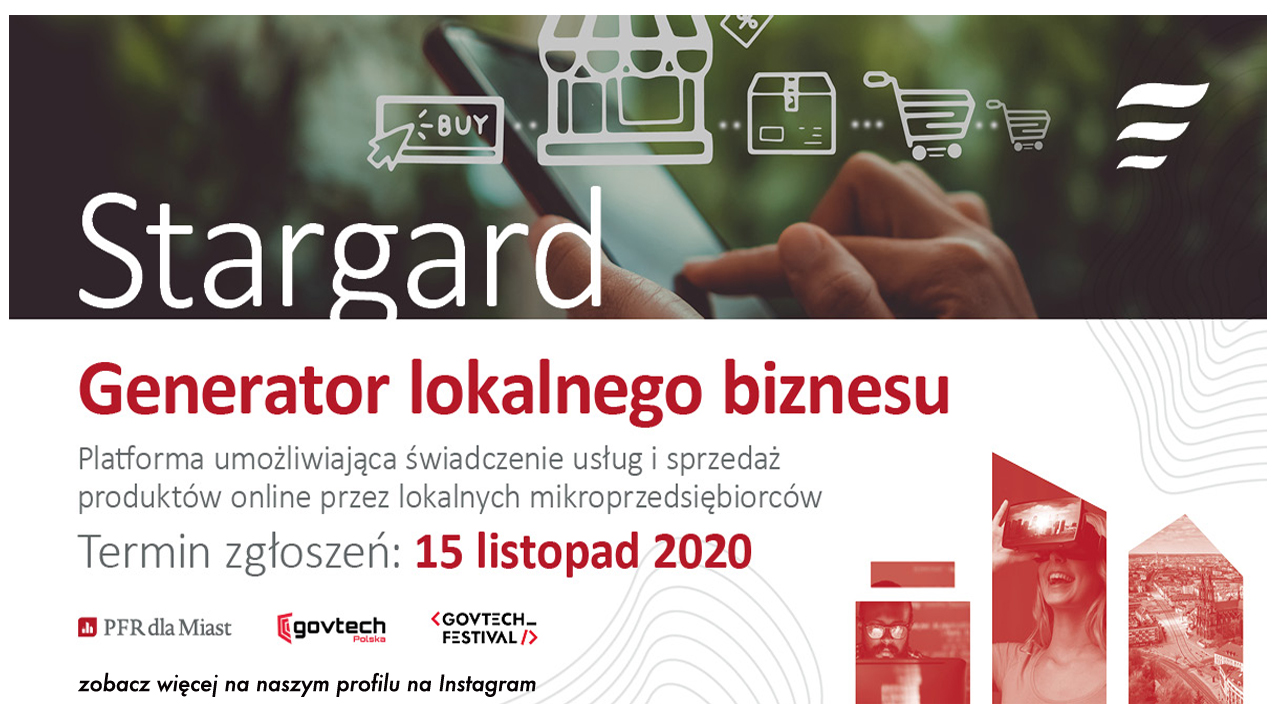 BUY
%
Stargard
Generator lokalnego biznesu
Platforma umożliwiająca świadczenie usług i sprzedaż
produktów online przez lokalnych mikroprzedsiębiorców
Termin zgłoszeń: 15 listopad 2020
PFR dla Miast
govtech
Polska
<GOVTECH_
FESTIVAL/>
zobacz więcej na naszym profilu na Instagram